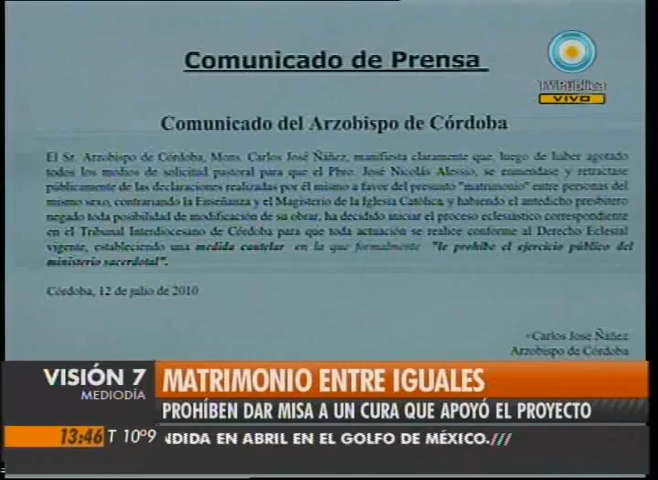 Comunicado de Prensa
TV Pública
VIVO
Comunicado del Arzobispo de Córdoba
El Sr. Arzobispo de Córdoba, Mons. Carlos José Ñáñez, manifiesta claramente que, luego de haber agotado
todos los medios de solicitud pastoral para que el Pbro. José Nicolás Alessio, se enmendase y retractase
públicamente de las declaraciones realizadas por él mismo a favor del presunto "matrimonio" entre personas del
mismo sexo, contrariando la Enseñanza y el Magisterio de la Iglesia Católica, y habiendo el antedicho presbítero
negado toda posibilidad de modificación de su obrar, ha decidido iniciar el proceso eclesiástico correspondiente
en el Tribunal Interdiocesano de Córdoba para que toda actuación se realice conforme al Derecho Eclesial
vigente, estableciendo una medida cautelar en la que formalmente "le prohíbe el ejercicio público del
ministerio sacerdotal".
Córdoba, 12 de julio de 2010
+Carlos José Ñáñez
Arzobispo de Córdoba
VISIÓN 7
MEDIODÍA
MATRIMONIO ENTRE IGUALES
PROHÍBEN DAR MISA A UN CURA QUE APOYÓ EL PROYECTO
13:46 T 10º9 NDIDA EN ABRIL EN EL GOLFO DE MÉXICO.///